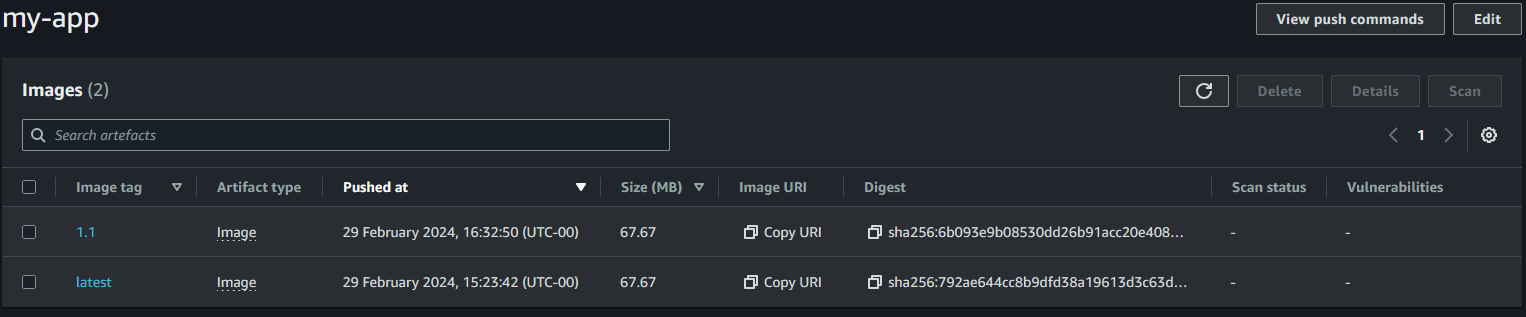 my-app
View push commands
Edit
Images (2)
Delete
Details
Scan
Search artefacts
1
Image tag Artifact type Pushed at Size (MB) Image URI Digest Scan status Vulnerabilities
1.1 Image 29 February 2024, 16:32:50 (UTC-00) 67.67 Copy URI sha256:6b093e9b08530dd26b91acc20e408... - -
latest Image 29 February 2024, 15:23:42 (UTC-00) 67.67 Copy URI sha256:792ae644cc8b9dfd38a19613d3c63d... - -